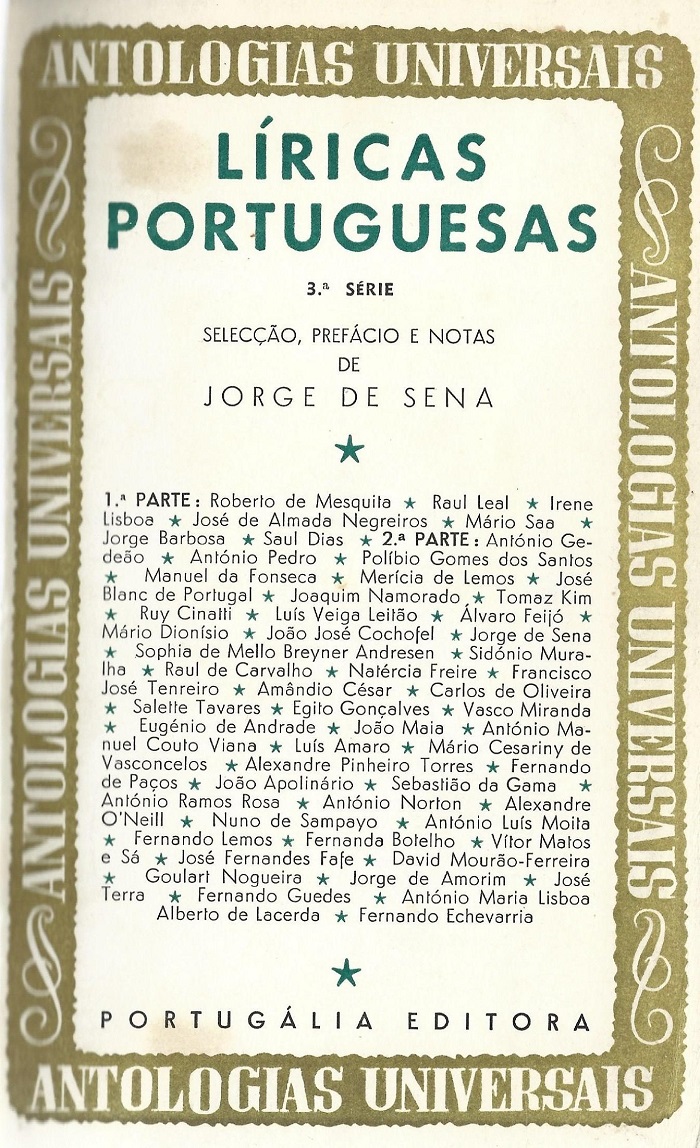 ANTOLOGIAS UNIVERSAIS
ANTOLOGIAS UNIVERSAIS
LÍRICAS
PORTUGUESAS
3.ª SÉRIE
SELECÇÃO, PREFÁCIO E NOTAS
DE
JORGE DE SENA
★
1.ª PARTE: Roberto de Mesquita ★ Raul Leal ★ Irene
Lisboa ★ José de Almada Negreiros ★ Mário Saa ★
Jorge Barbosa ★ Saul Dias ★ 2.ª PARTE: António Ge-
deão ★ António Pedro ★ Políbio Gomes dos Santos
★ Manuel da Fonseca ★ Merícia de Lemos ★ José
Blanc de Portugal ★ Joaquim Namorado ★ Tomaz Kim
★ Ruy Cinatti ★ Luís Veiga Leitão ★ Álvaro Feijó ★
Mário Dionísio ★ João José Cochofel ★ Jorge de Sena
★ Sophia de Mello Breyner Andresen ★ Sidónio Mura-
lha ★ Raul de Carvalho ★ Natércia Freire ★ Francisco
José Tenreiro ★ Amândio César ★ Carlos de Oliveira
★ Salette Tavares ★ Egito Gonçalves ★ Vasco Miranda
★ Eugénio de Andrade ★ João Maia ★ António Ma-
nuel Couto Viana ★ Luís Amaro ★ Mário Cesariny de
Vasconcelos ★ Alexandre Pinheiro Torres ★ Fernando
de Paços ★ João Apolinário ★ Sebastião da Gama ★
António Ramos Rosa ★ António Norton ★ Alexandre
O'Neill ★ Nuno de Sampayo ★ António Luís Moita
★ Fernando Lemos ★ Fernanda Botelho ★ Vítor Matos
e Sá ★ José Fernandes Fafe ★ David Mourão-Ferreira
★ Goulart Nogueira ★ Jorge de Amorim ★ José
Terra ★ Fernando Guedes ★ António Maria Lisboa
Alberto de Lacerda ★ Fernando Echevarria
★
PORTUGÁLIA EDITORA
ANTOLOGIAS UNIVERSAIS
ANTOLOGIAS UNIVERSAIS